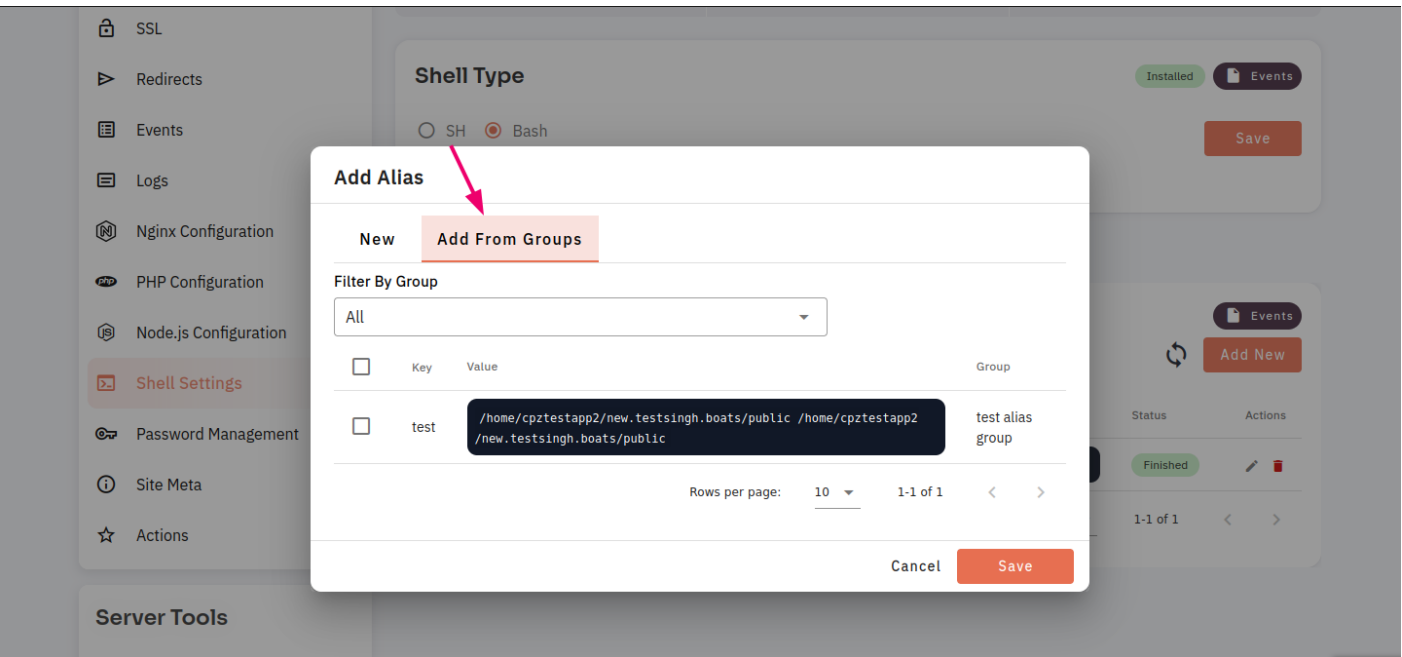 SSL
Redirects
Events
Logs
Nginx Configuration
PHP Configuration
Node.js Configuration
Shell Settings
Password Management
Site Meta
Actions
Server Tools
Shell Type
Installed
Events
SH
Bash
Save
Add Alias
New
Add From Groups
Filter By Group
All
Key Value Group
test
/home/cpztestapp2/new.testsingh.boats/public /home/cpztestapp2
/new.testsingh.boats/public
test alias
group
Rows per page: 10 1-1 of 1
Cancel
Save
Events
Add New
Status Actions
Finished
1-1 of 1